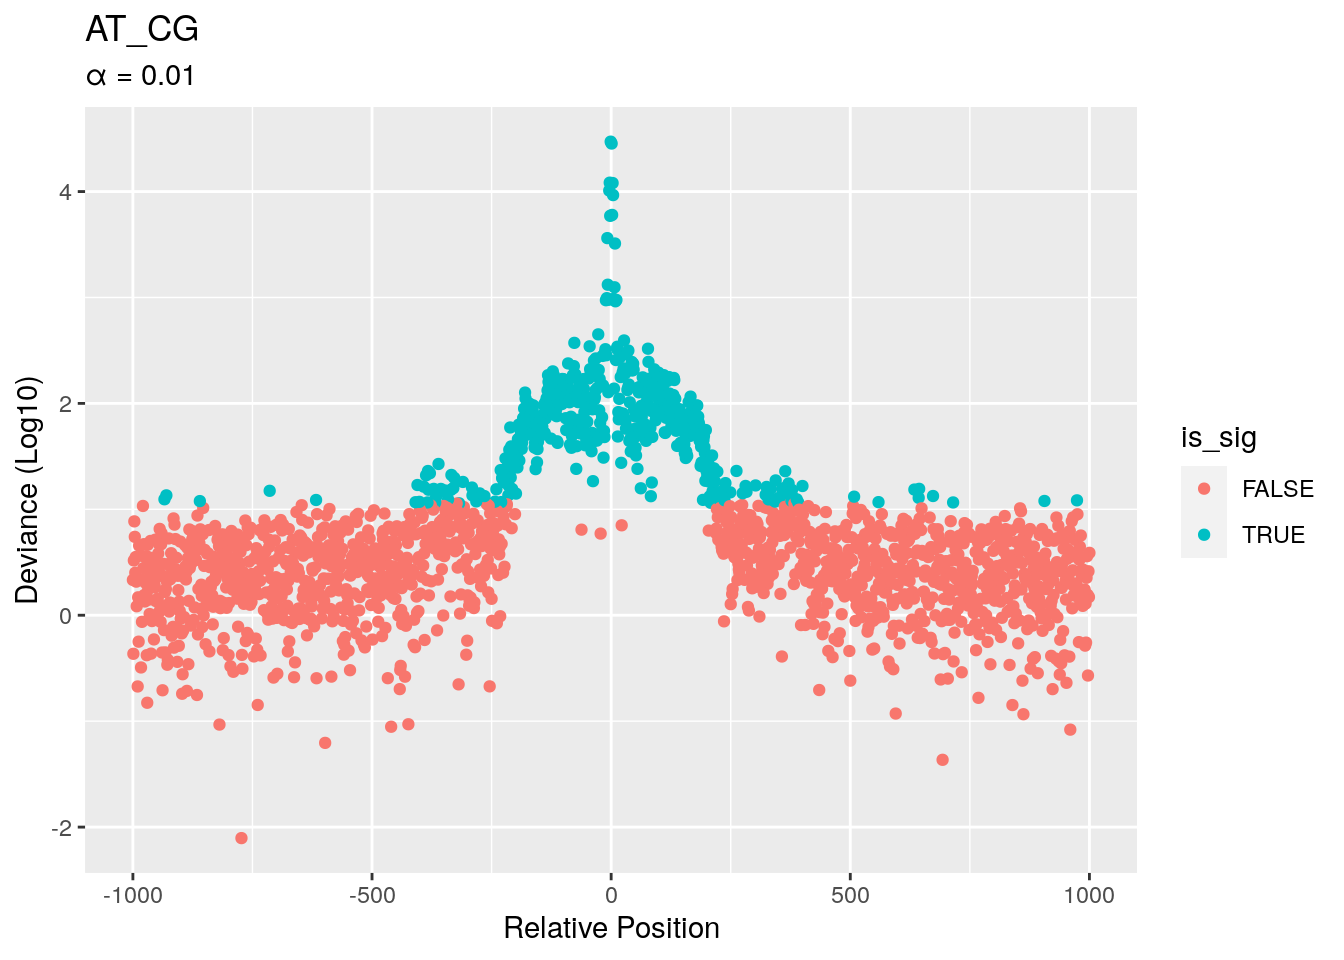 AT_CG
α = 0.01
Deviance (Log10)
4
2
0
-2
-1000
-500
0
500
1000
Relative Position
is_sig
FALSE
TRUE